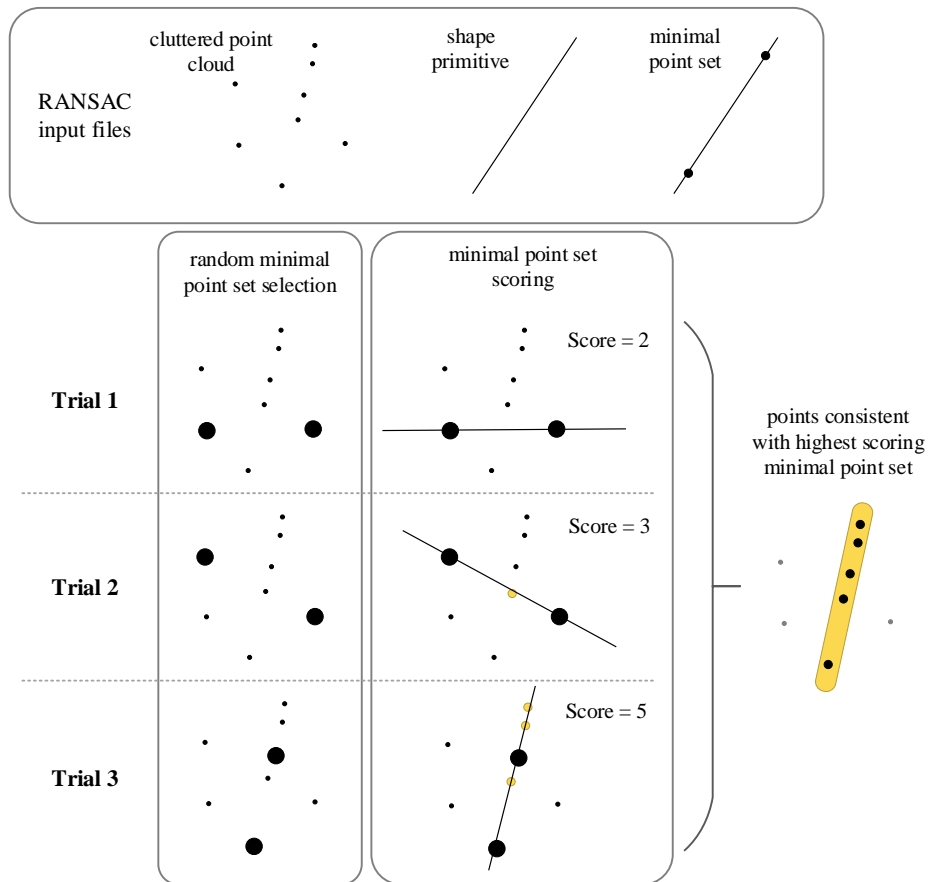 cluttered point
cloud
shape
primitive
minimal
point set
RANSAC
input files
random minimal
point set selection
minimal point set
scoring
Trial 1
Score = 2
Trial 2
Score = 3
Trial 3
Score = 5
points consistent
with highest scoring
minimal point set